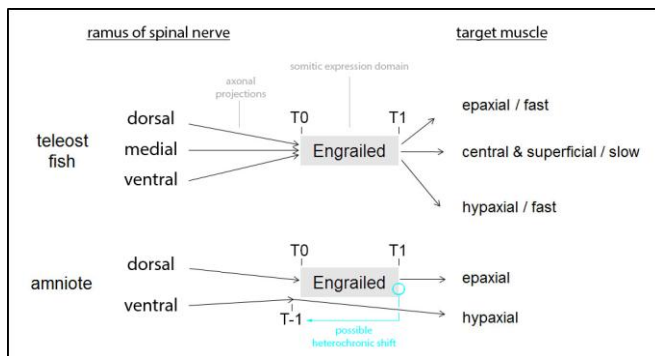 ramus of spinal nerve
target muscle
somitic expression domain
axonal
projections
teleost
fish
dorsal
medial
ventral
T0
T1
Engrailed
epaxial / fast
central & superficial / slow
hypaxial / fast
amniote
dorsal
ventral
T0
T1
Engrailed
T-1
epaxial
hypaxial
possible
heterochronic shift